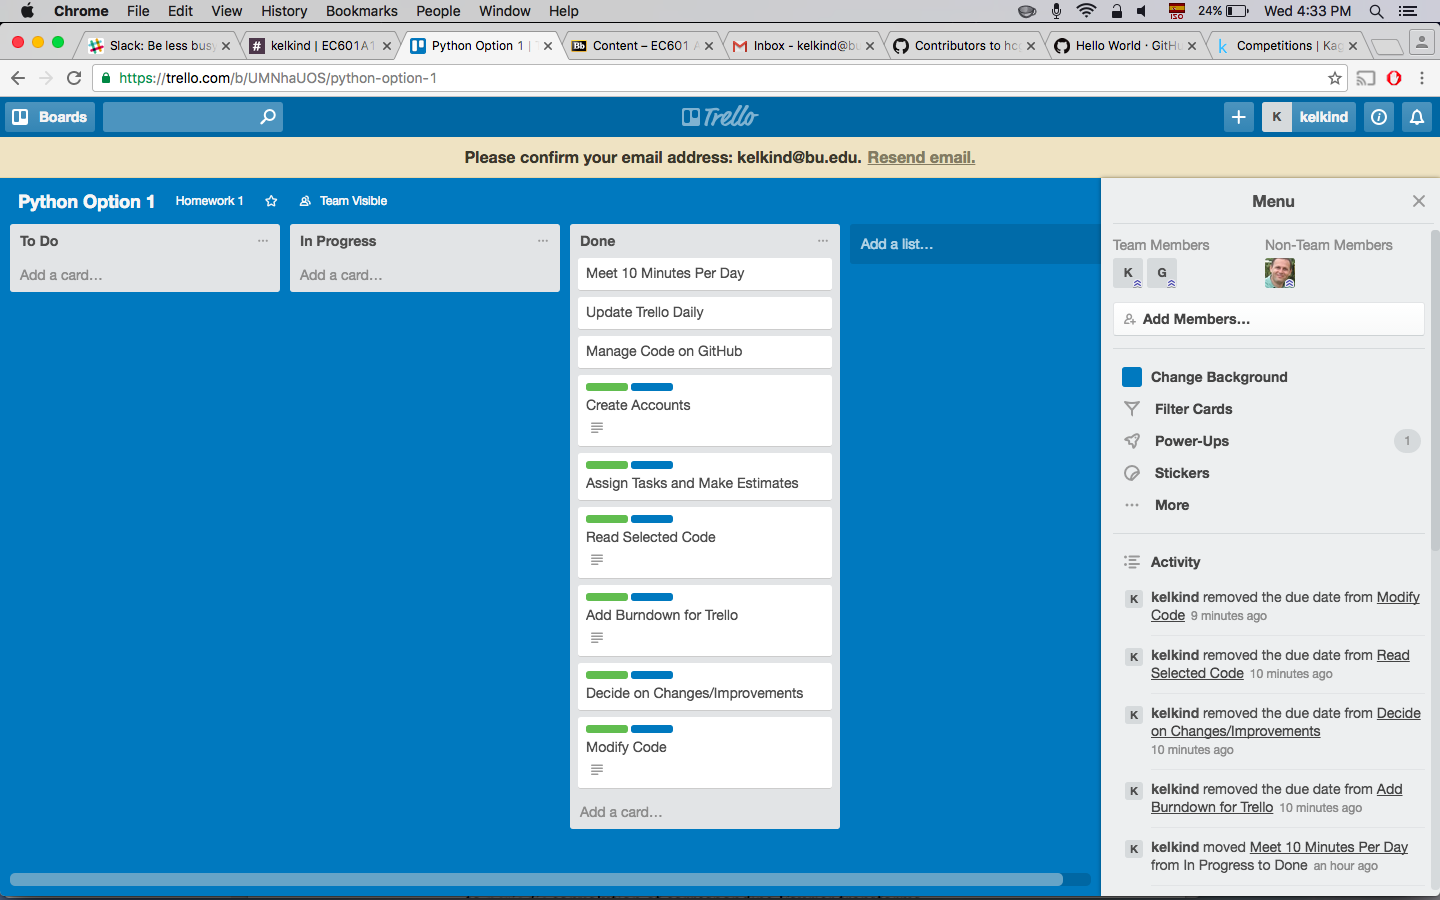 Chrome File Edit View History Bookmarks People Window Help ISO 24% Wed 4:33 PM
Slack: Be less busy
kelkind | EC601A1
Python Option 1 | T
Bb Content – EC601 A
Inbox - kelkind@bu
Contributors to hcg
Hello World · GitHu
k Competitions | Kag
https://trello.com/b/UMNhaUOS/python-option-1
Boards
Trello
K kelkind
Please confirm your email address: kelkind@bu.edu. Resend email.
Python Option 1 Homework 1 Team Visible
To Do
Add a card…
In Progress
Add a card…
Done
Meet 10 Minutes Per Day
Update Trello Daily
Manage Code on GitHub
Create Accounts
Assign Tasks and Make Estimates
Read Selected Code
Add Burndown for Trello
Decide on Changes/Improvements
Modify Code
Add a card…
Add a list…
Menu
Team Members
K G
Non-Team Members
Add Members…
Change Background
Filter Cards
Power-Ups 1
Stickers
More
Activity
K kelkind removed the due date from Modify
Code 9 minutes ago
K kelkind removed the due date from Read
Selected Code 10 minutes ago
K kelkind removed the due date from Decide
on Changes/Improvements
10 minutes ago
K kelkind removed the due date from Add
Burndown for Trello 10 minutes ago
K kelkind moved Meet 10 Minutes Per Day
from In Progress to Done an hour ago